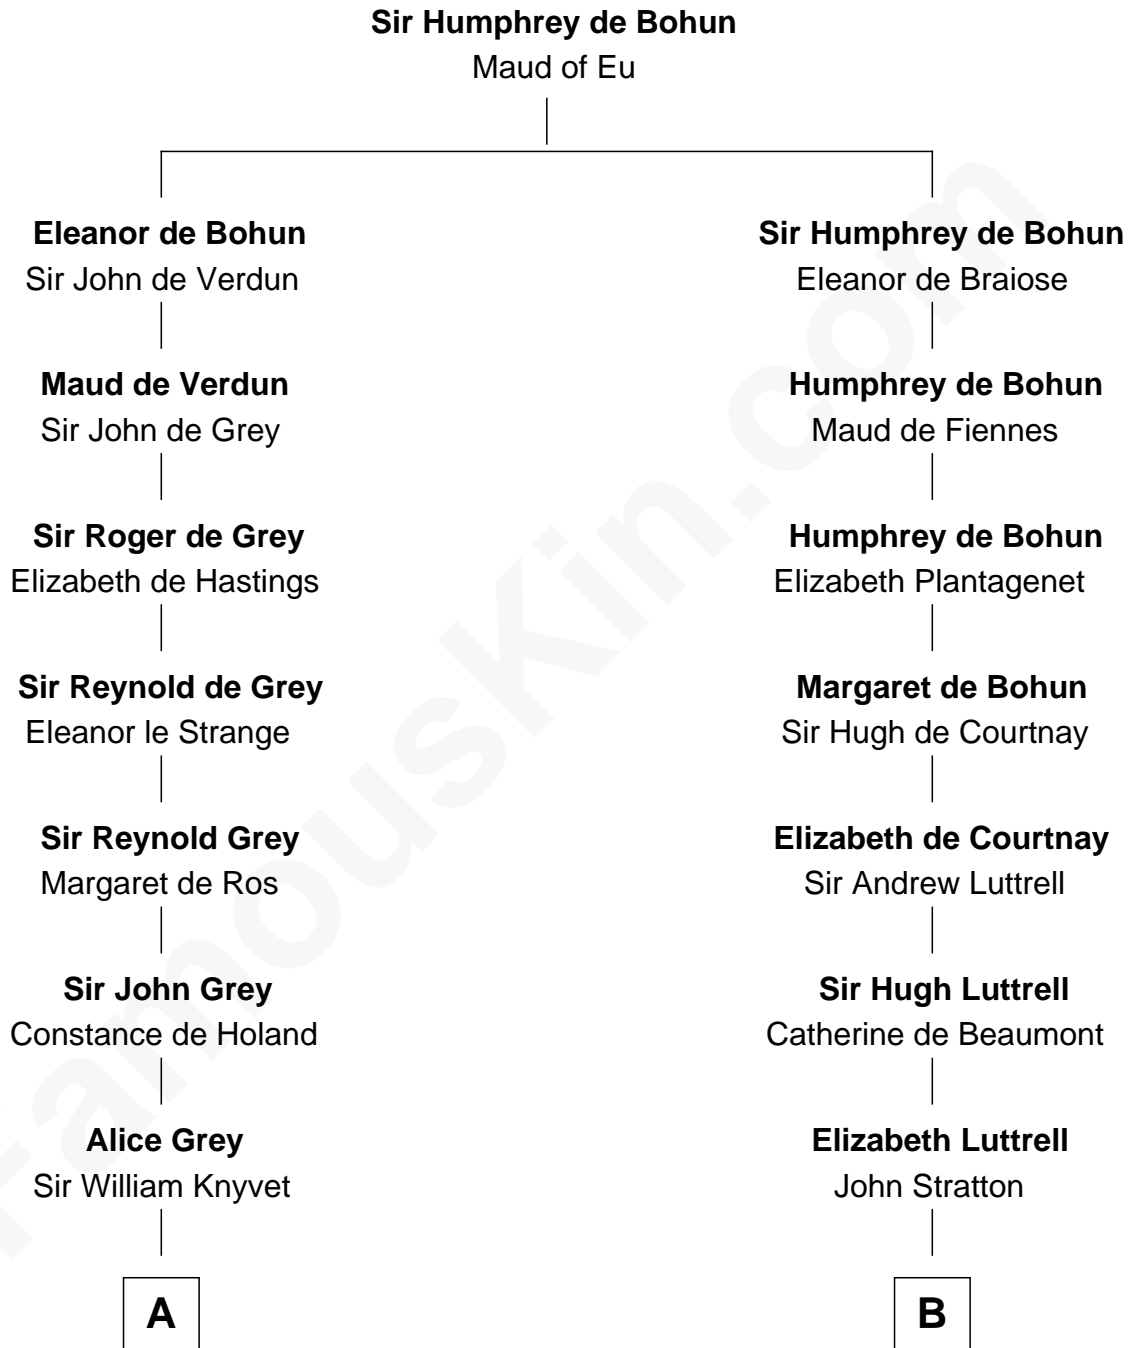 Sir Humphrey de Bohun
Maud of Eu
Eleanor de Bohun
Sir John de Verdun
Sir Humphrey de Bohun
Eleanor de Braiose
Maud de Verdun
Sir John de Grey
Humphrey de Bohun
Maud de Fiennes
Sir Roger de Grey
Elizabeth de Hastings
Humphrey de Bohun
Elizabeth Plantagenet
Sir Reynold de Grey
Eleanor le Strange
Margaret de Bohun
Sir Hugh de Courtnay
Sir Reynold Grey
Margaret de Ros
Elizabeth de Courtnay
Sir Andrew Luttrell
Sir John Grey
Constance de Holand
Sir Hugh Luttrell
Catherine de Beaumont
Alice Grey
Sir William Knyvet
Elizabeth Luttrell
John Stratton
A
B
FamousKin.com